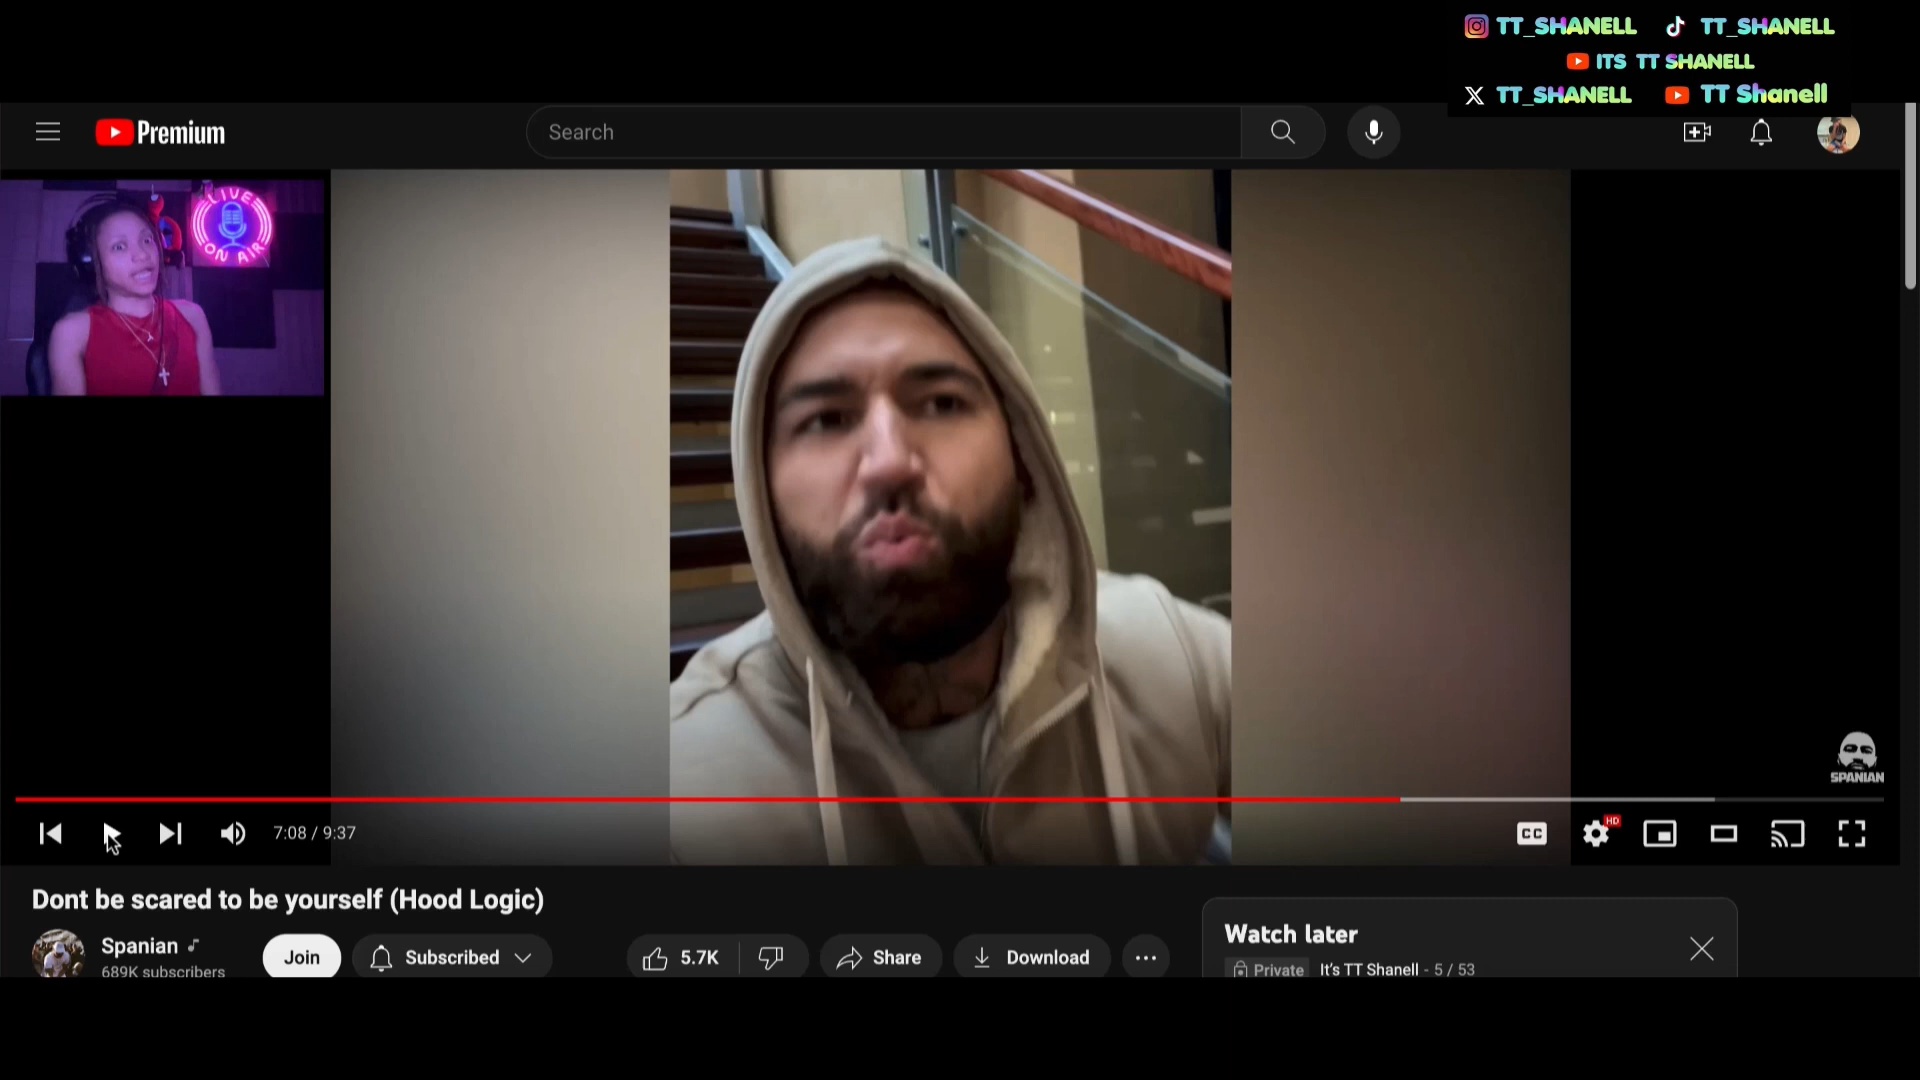 TT_SHANELL TT_SHANELL
ITS TT SHANELL
TT_SHANELL TT Shanell
Premium
Search
LIVE
ON AIR
SPANIAN
7:08 / 9:37
CC
HD
Dont be scared to be yourself (Hood Logic)
Spanian
689K subscribers
Join
Subscribed
5.7K
Share
Download
Watch later
Private It's TT Shanell - 5 / 53